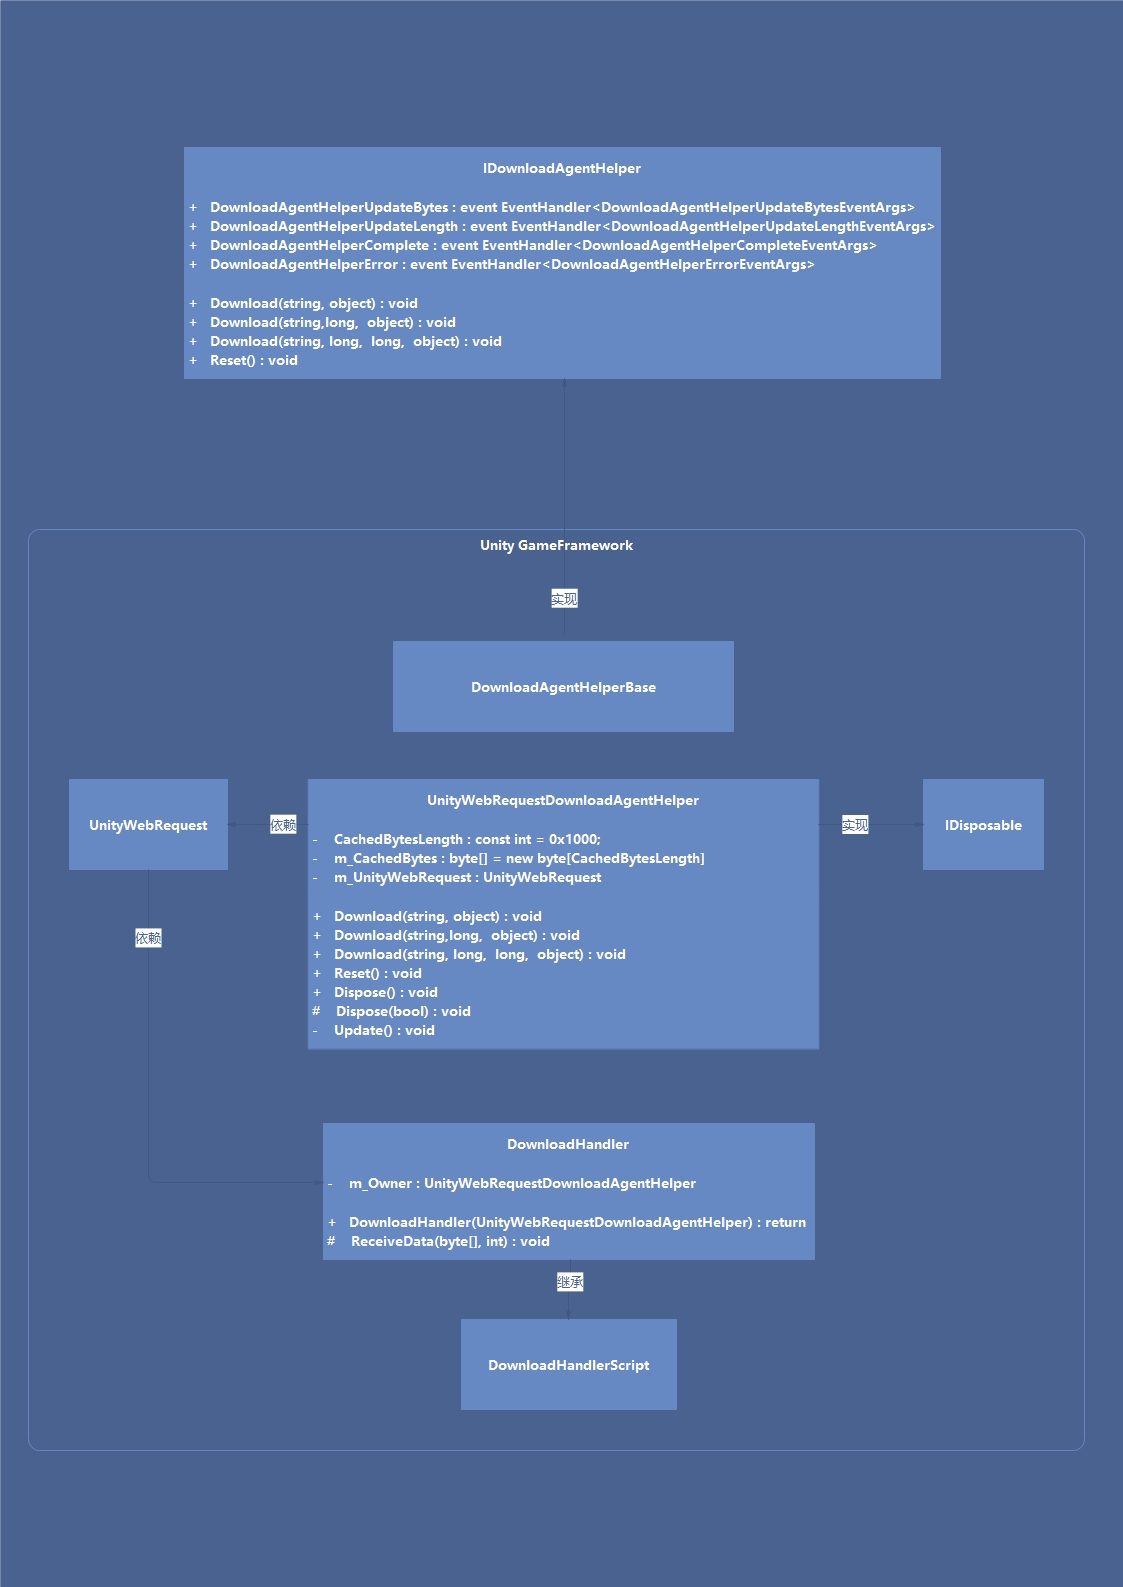 IDownloadAgentHelper
+ DownloadAgentHelperUpdateBytes : event EventHandler<DownloadAgentHelperUpdateBytesEventArgs>
+ DownloadAgentHelperUpdateLength : event EventHandler<DownloadAgentHelperUpdateLengthEventArgs>
+ DownloadAgentHelperComplete : event EventHandler<DownloadAgentHelperCompleteEventArgs>
+ DownloadAgentHelperError : event EventHandler<DownloadAgentHelperErrorEventArgs>
+ Download(string, object) : void
+ Download(string,long, object) : void
+ Download(string, long, long, object) : void
+ Reset() : void
Unity GameFramework
实现
DownloadAgentHelperBase
UnityWebRequest
依赖
UnityWebRequestDownloadAgentHelper
- CachedBytesLength : const int = 0x1000;
- m_CachedBytes : byte[] = new byte[CachedBytesLength]
- m_UnityWebRequest : UnityWebRequest
+ Download(string, object) : void
+ Download(string,long, object) : void
+ Download(string, long, long, object) : void
+ Reset() : void
+ Dispose() : void
# Dispose(bool) : void
- Update() : void
实现
IDisposable
依赖
DownloadHandler
- m_Owner : UnityWebRequestDownloadAgentHelper
+ DownloadHandler(UnityWebRequestDownloadAgentHelper) : return
# ReceiveData(byte[], int) : void
继承
DownloadHandlerScript